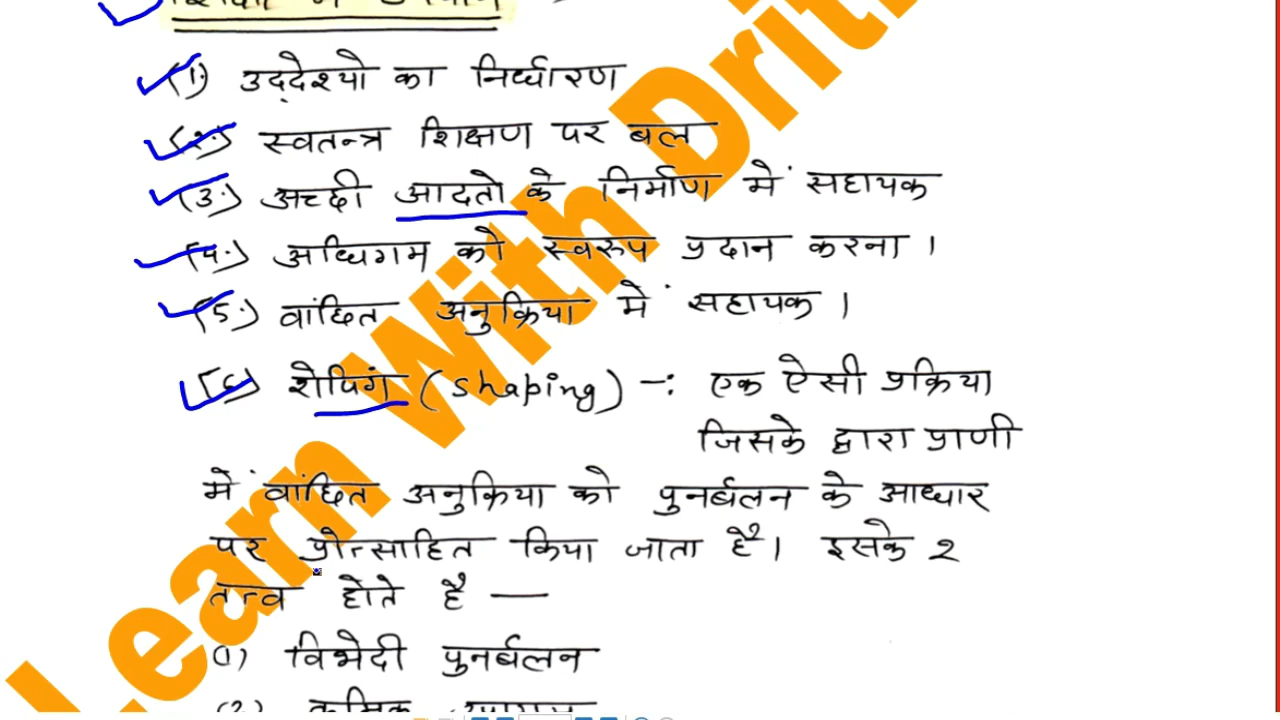 (1.) उद्देश्यो का निर्धारण
(2.) स्वतन्त्र शिक्षण पर बल
(3.) अच्छी आदतो के निर्माण में सहायक
(4.) अधिगम को स्वरुप प्रदान करना ।
(5.) वांछित अनुक्रिया में सहायक ।
(6) शेपिगं (shaping) -: एक ऐसी प्रक्रिया
जिसके द्वारा प्राणी
में वांछित अनुक्रिया को पुनर्बलन के आधार
पर प्रोत्साहित किया जाता है। इसके 2
तत्व होते है —
(1) विभेदी पुनर्बलन
(2)
Learn With Drit